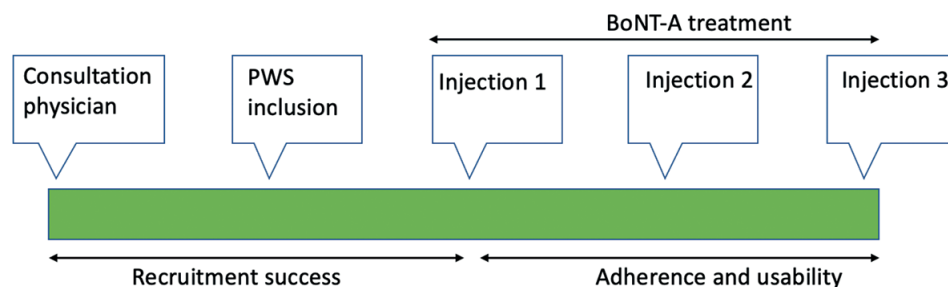 BoNT-A treatment
Consultation
physician
PWS
inclusion
Injection 1
Injection 2
Injection 3
Recruitment success
Adherence and usability